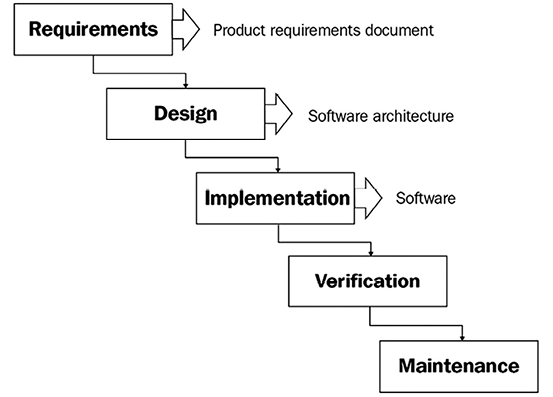 Requirements
Product requirements document
Design
Software architecture
Implementation
Software
Verification
Maintenance